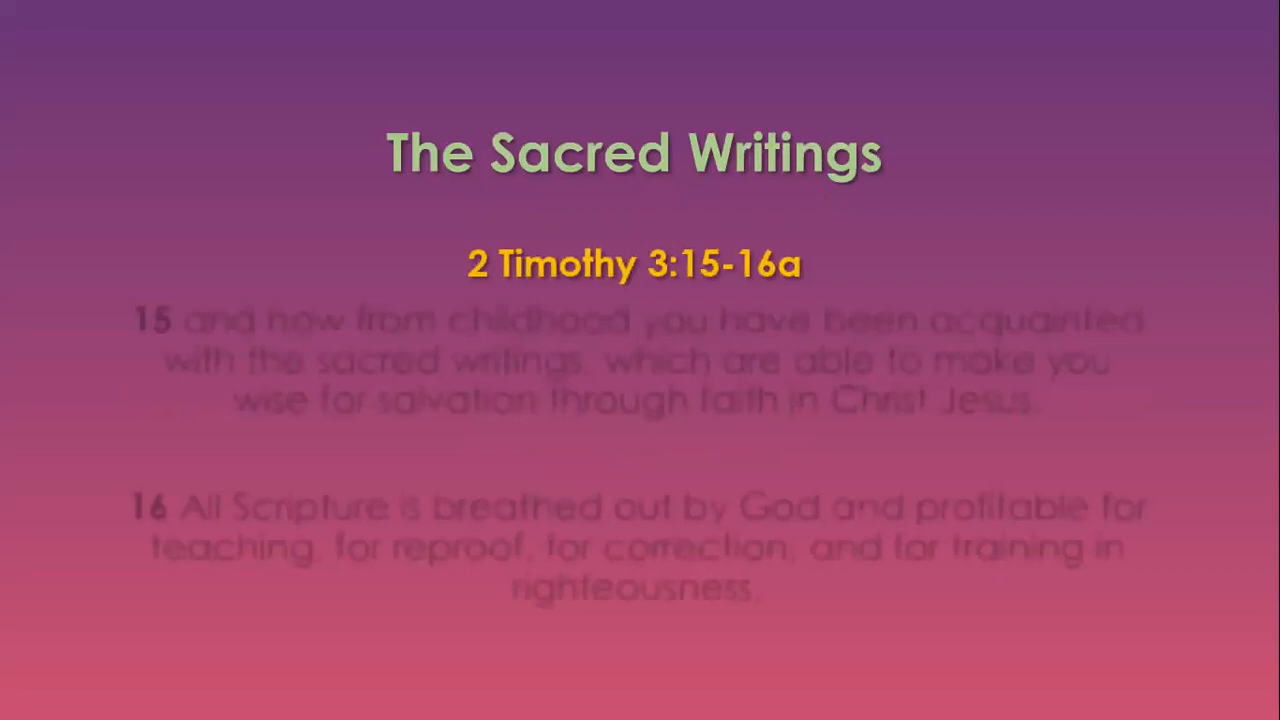 The Sacred Writings
2 Timothy 3:15-16a
15 and how from childhood you have been acquainted
with the sacred writings, which are able to make you
wise for salvation through faith in Christ Jesus.
16 All Scripture is breathed out by God and profitable for
teaching, for reproof, for correction, and for training in
righteousness,